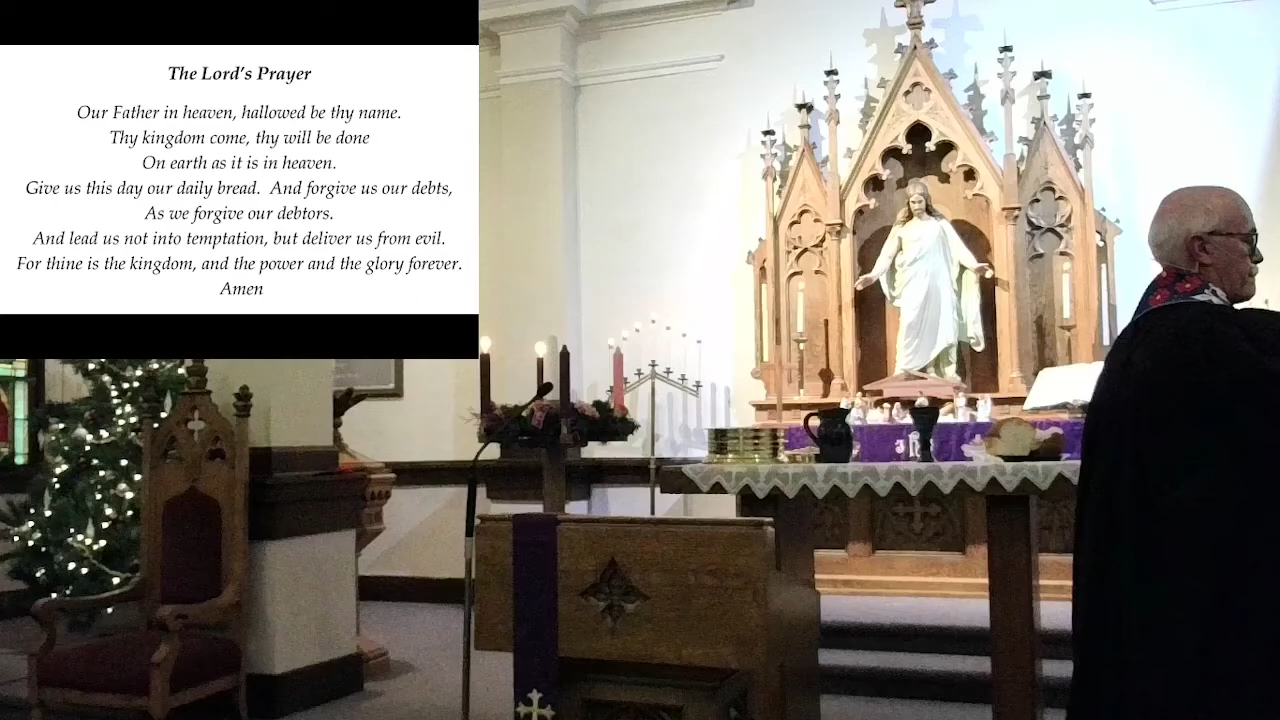 The Lord's Prayer
Our Father in heaven, hallowed be thy name.
Thy kingdom come, thy will be done
On earth as it is in heaven.
Give us this day our daily bread.  And forgive us our debts,
As we forgive our debtors.
And lead us not into temptation, but deliver us from evil.
For thine is the kingdom, and the power and the glory forever.
Amen